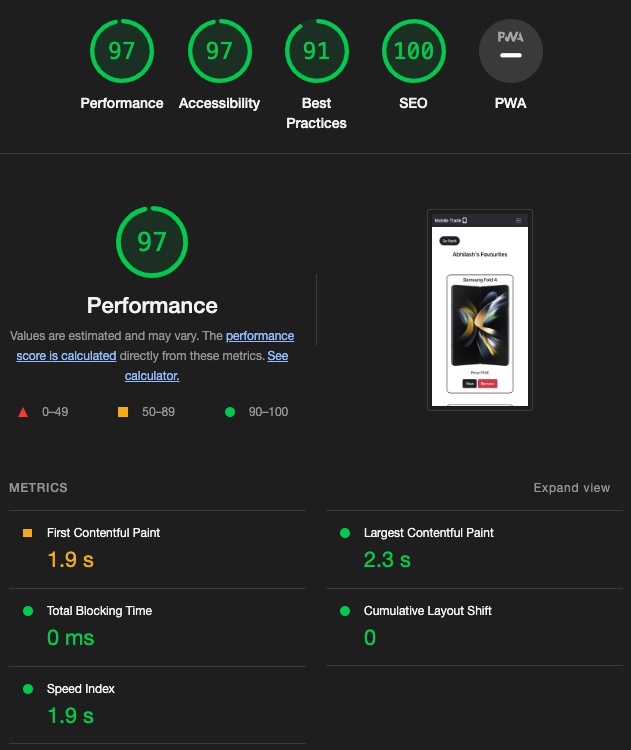 97
97
91
100
PWA
Performance
Accessibility
Best
Practices
SEO
PWA
97
Performance
Values are estimated and may vary. The performance
score is calculated directly from these metrics. See
calculator.
0–49
50–89
90–100
Mobile Trade
Go Back
Abhilash's Favourites
Samsung Fold 4
View
Remove
METRICS
Expand view
First Contentful Paint
1.9 s
Largest Contentful Paint
2.3 s
Total Blocking Time
0 ms
Cumulative Layout Shift
0
Speed Index
1.9 s